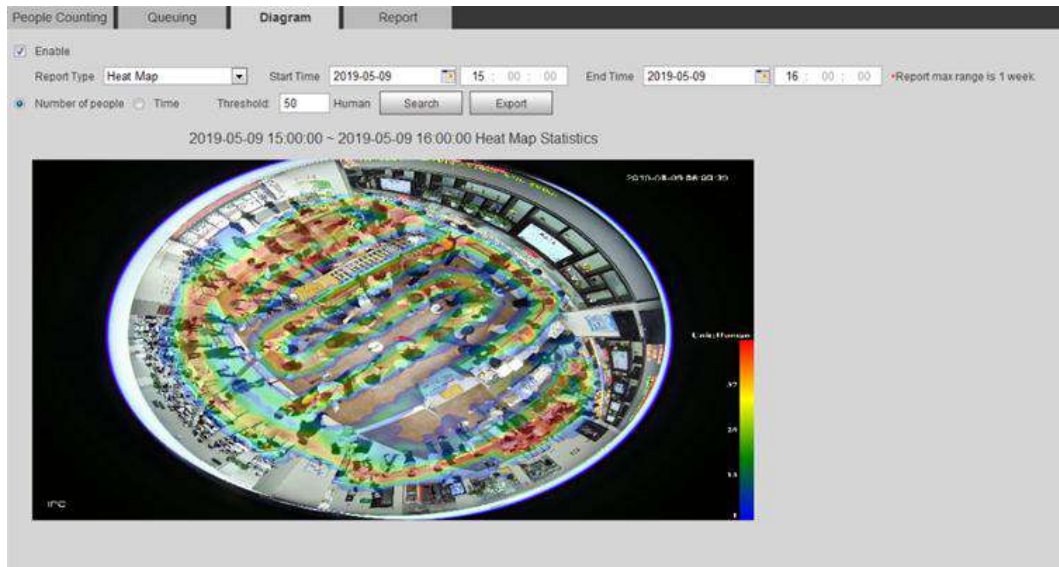 People Counting Queuing Diagram Report
Enable
Report Type Heat Map Start Time 2019-05-09 15 : 00 : 00 End Time 2019-05-09 16 : 00 : 00 *Report max range is 1 week.
Number of people Time Threshold: 50 Human Search Export
2019-05-09 15:00:00 ~ 2019-05-09 16:00:00 Heat Map Statistics
Unit:Human
IPC